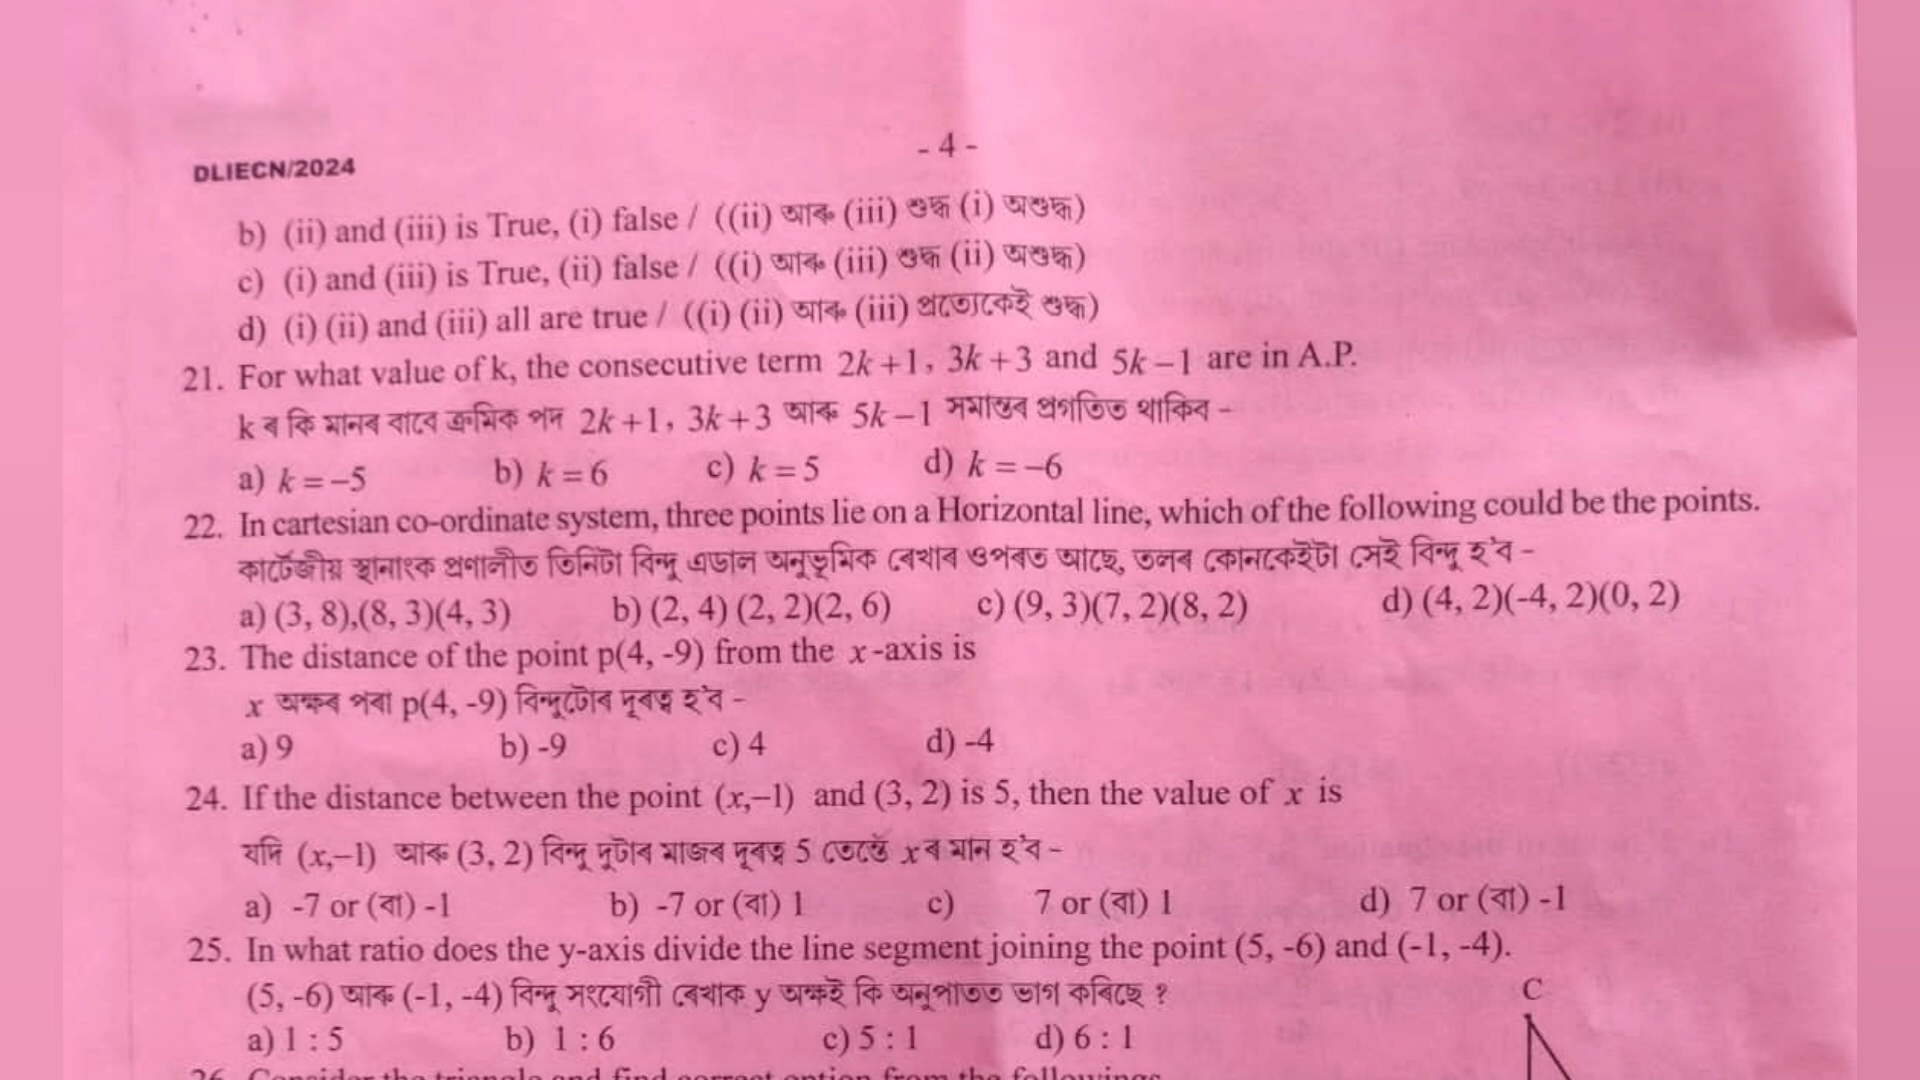 - 4 -
DLIECN/2024
b) (ii) and (iii) is True, (i) false / ((ii) আৰু (iii) শুদ্ধ (i) অশুদ্ধ)
c) (i) and (iii) is True, (ii) false / ((i) আৰু (iii) শুদ্ধ (ii) অশুদ্ধ)
d) (i) (ii) and (iii) all are true / ((i) (ii) আৰু (iii) প্ৰত্যেকেই শুদ্ধ)
21. For what value of k, the consecutive term 2k+1, 3k+3 and 5k−1 are in A.P.
k ৰ কি মানৰ বাবে ক্ৰমিক পদ 2k+1, 3k+3 আৰু 5k−1 সমান্তৰ প্ৰগতিত থাকিব –
a) k=−5 b) k=6 c) k=5 d) k=−6
22. In cartesian co-ordinate system, three points lie on a Horizontal line, which of the following could be the points.
কাৰ্টেজীয় স্থানাংক প্ৰণালীত তিনিটা বিন্দু এডাল অনুভূমিক ৰেখাৰ ওপৰত আছে, তলৰ কোনকেইটা সেই বিন্দু হ'ব –
a) (3, 8),(8, 3)(4, 3) b) (2, 4) (2, 2)(2, 6) c) (9, 3)(7, 2)(8, 2) d) (4, 2)(-4, 2)(0, 2)
23. The distance of the point p(4, -9) from the x-axis is
x অক্ষৰ পৰা p(4, -9) বিন্দুটোৰ দূৰত্ব হ'ব –
a) 9 b) -9 c) 4 d) -4
24. If the distance between the point (x,−1) and (3, 2) is 5, then the value of x is
যদি (x,−1) আৰু (3, 2) বিন্দু দুটাৰ মাজৰ দূৰত্ব 5 তেন্তে xৰ মান হ'ব –
a) -7 or (বা) -1 b) -7 or (বা) 1 c) 7 or (বা) 1 d) 7 or (বা) -1
25. In what ratio does the y-axis divide the line segment joining the point (5, -6) and (-1, -4).
(5, -6) আৰু (-1, -4) বিন্দু সংযোগী ৰেখাক y অক্ষই কি অনুপাতত ভাগ কৰিছে ?
C
a) 1 : 5 b) 1 : 6 c) 5 : 1 d) 6 : 1
26. Consider the triangle and find correct option from the followings